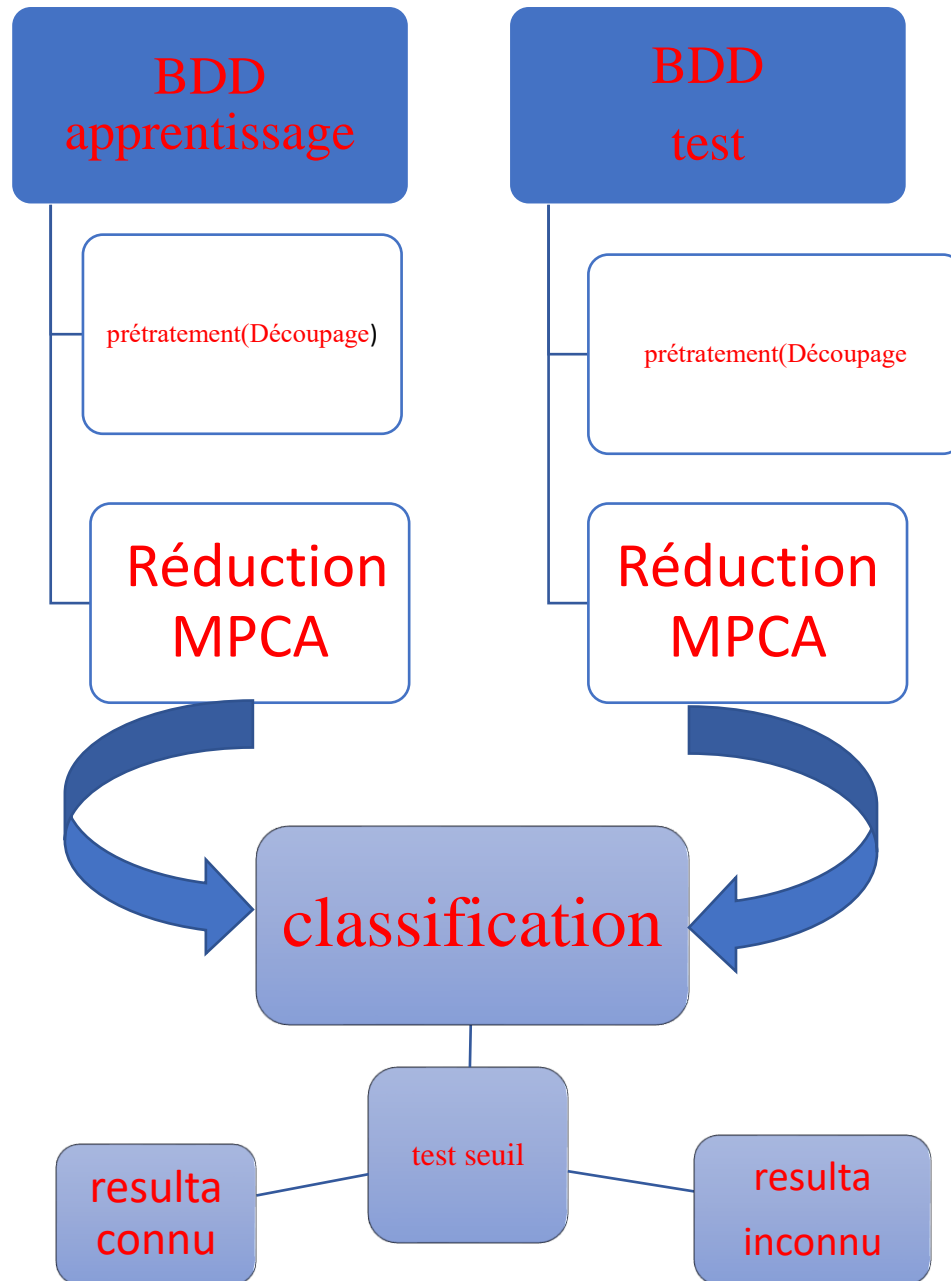 BDD
apprentissage
prétratement(Découpage)
Réduction
MPCA
BDD
test
prétratement(Découpage
Réduction
MPCA
classification
test seuil
resulta
connu
resulta
inconnu